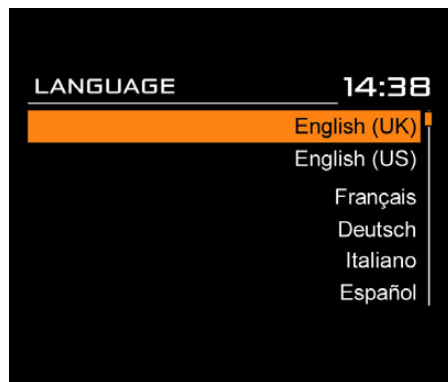 LANGUAGE 14:38
English (UK)
English (US)
Français
Deutsch
Italiano
Español